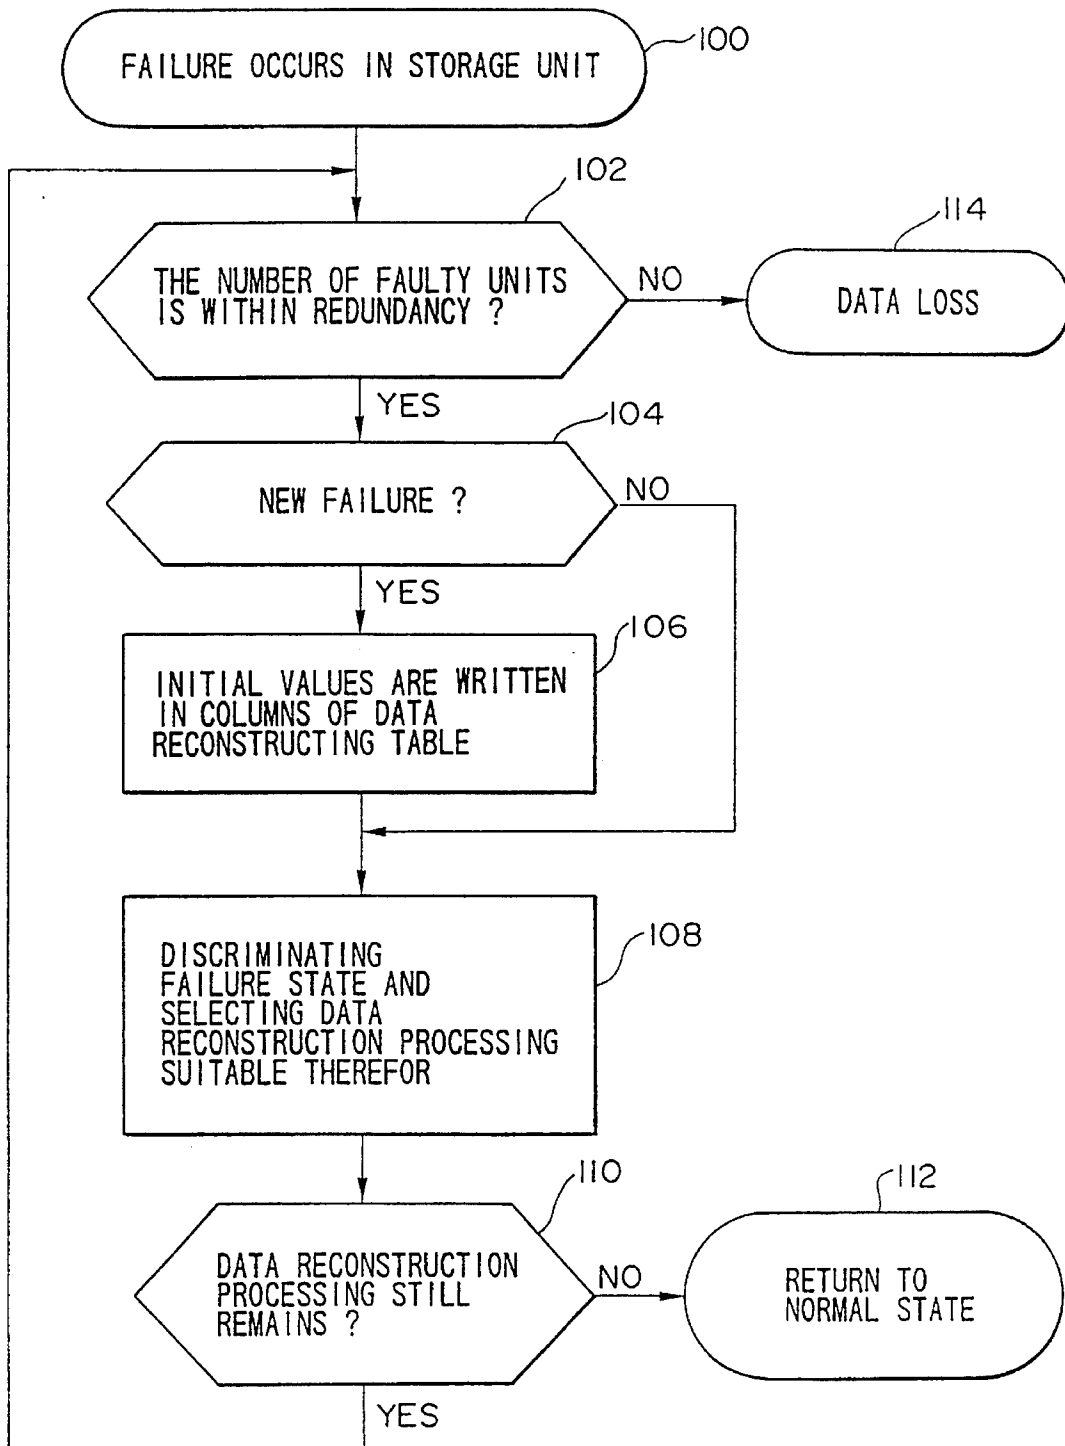 FAILURE OCCURS IN STORAGE UNIT
100
102
THE NUMBER OF FAULTY UNITS
IS WITHIN REDUNDANCY ?
NO
114
DATA LOSS
YES
104
NEW FAILURE ?
NO
YES
106
INITIAL VALUES ARE WRITTEN
IN COLUMNS OF DATA
RECONSTRUCTING TABLE
108
DISCRIMINATING
FAILURE STATE AND
SELECTING DATA
RECONSTRUCTION PROCESSING
SUITABLE THEREFOR
110
DATA RECONSTRUCTION
PROCESSING STILL
REMAINS ?
NO
112
RETURN TO
NORMAL STATE
YES